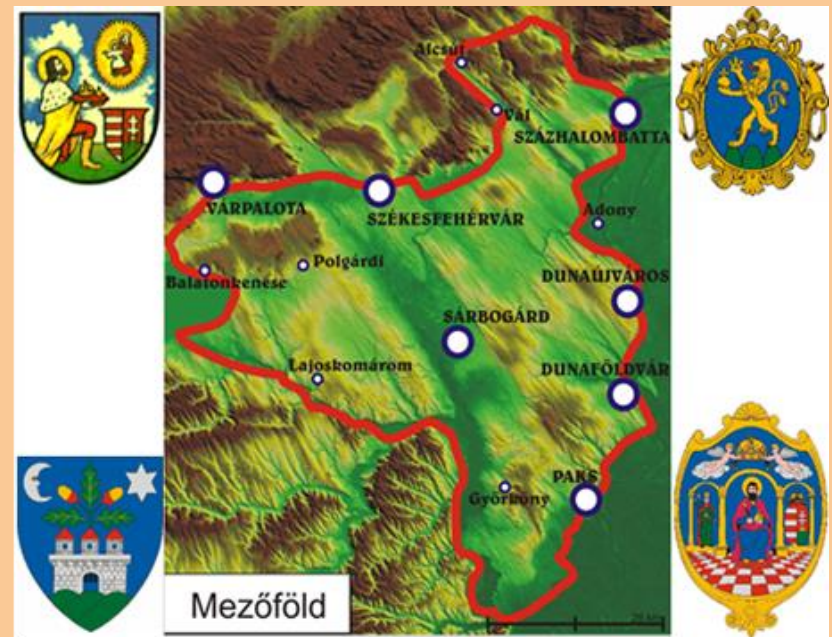 Alcsút
Vál
SZÁZHALOMBATTA
VÁRPALOTA
SZÉKESFEHÉRVÁR
Adony
Polgárdi
Balatonkenese
DUNAÚJVÁROS
SÁRBOGÁRD
Lajoskomárom
DUNAFÖLDVÁR
PAKS
Györköny
Mezőföld